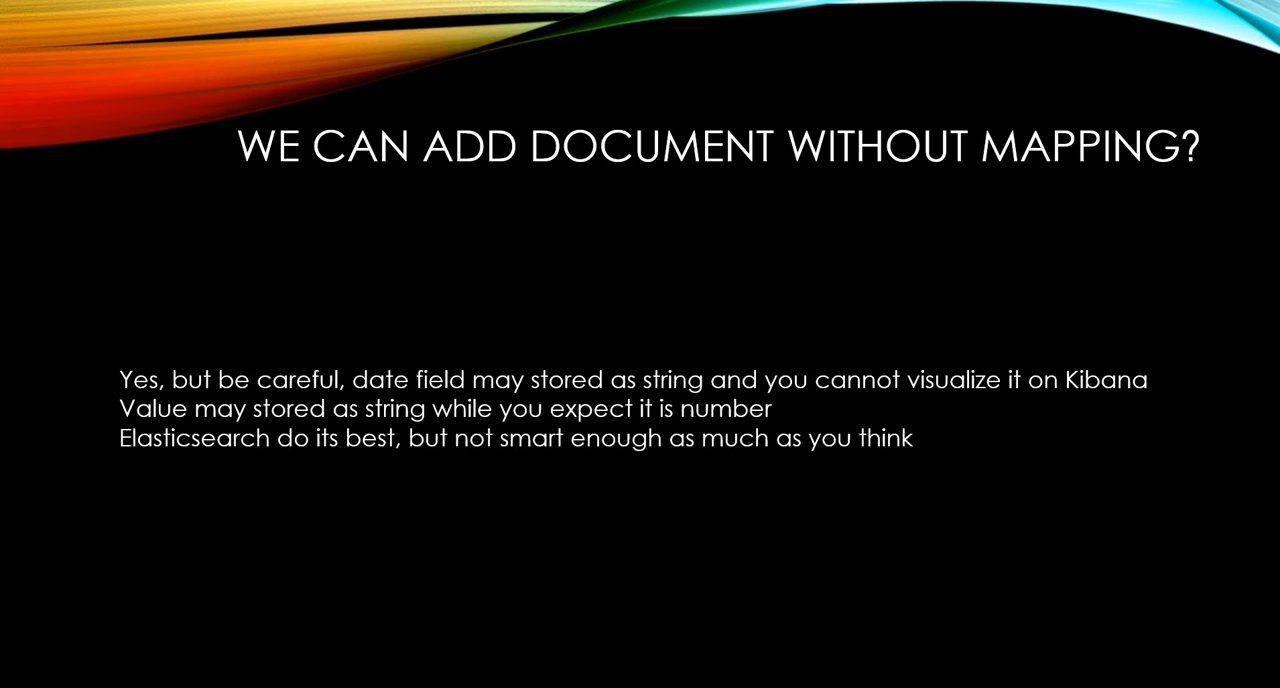 WE CAN ADD DOCUMENT WITHOUT MAPPING?
Yes, but be careful, date field may stored as string and you cannot visualize it on Kibana
Value may stored as string while you expect it is number
Elasticsearch do its best, but not smart enough as much as you think